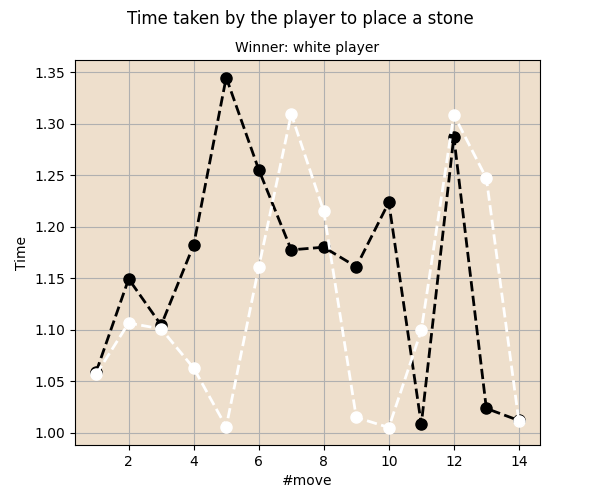 Time taken by the player to place a stone
Winner: white player
1.35
1.30
1.25
1.20
1.15
1.10
1.05
1.00
Time
2 4 6 8 10 12 14
#move